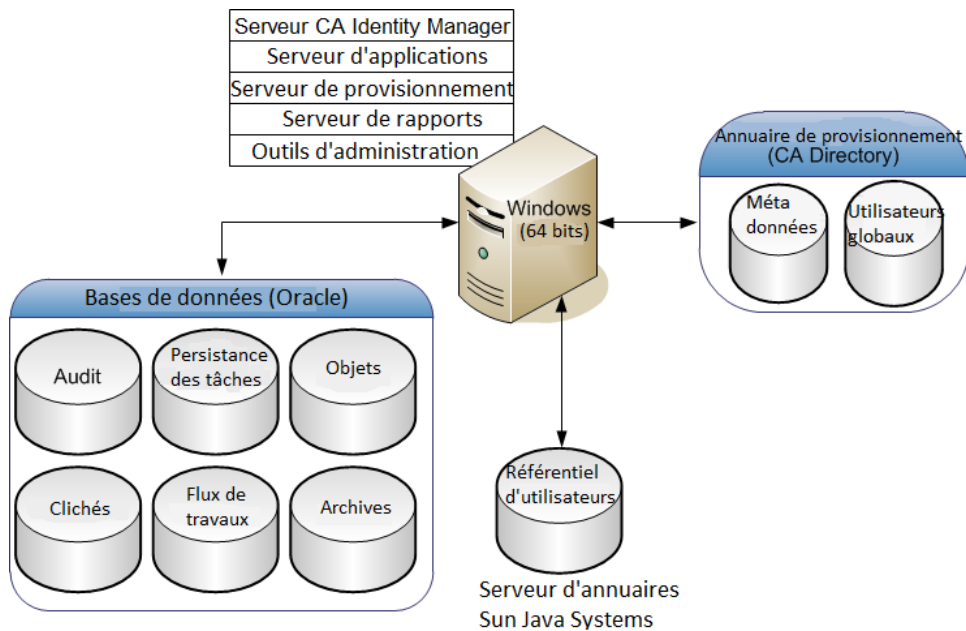 Serveur CA Identity Manager
Serveur d'applications
Serveur de provisionnement
Serveur de rapports
Outils d'administration
Windows
(64 bits)
Annuaire de provisionnement
(CA Directory)
Méta
données
Utilisateurs
globaux
Bases de données (Oracle)
Audit
Persistance
des tâches
Objets
Clichés
Flux de
travaux
Archives
Référentiel
d'utilisateurs
Serveur d'annuaires
Sun Java Systems